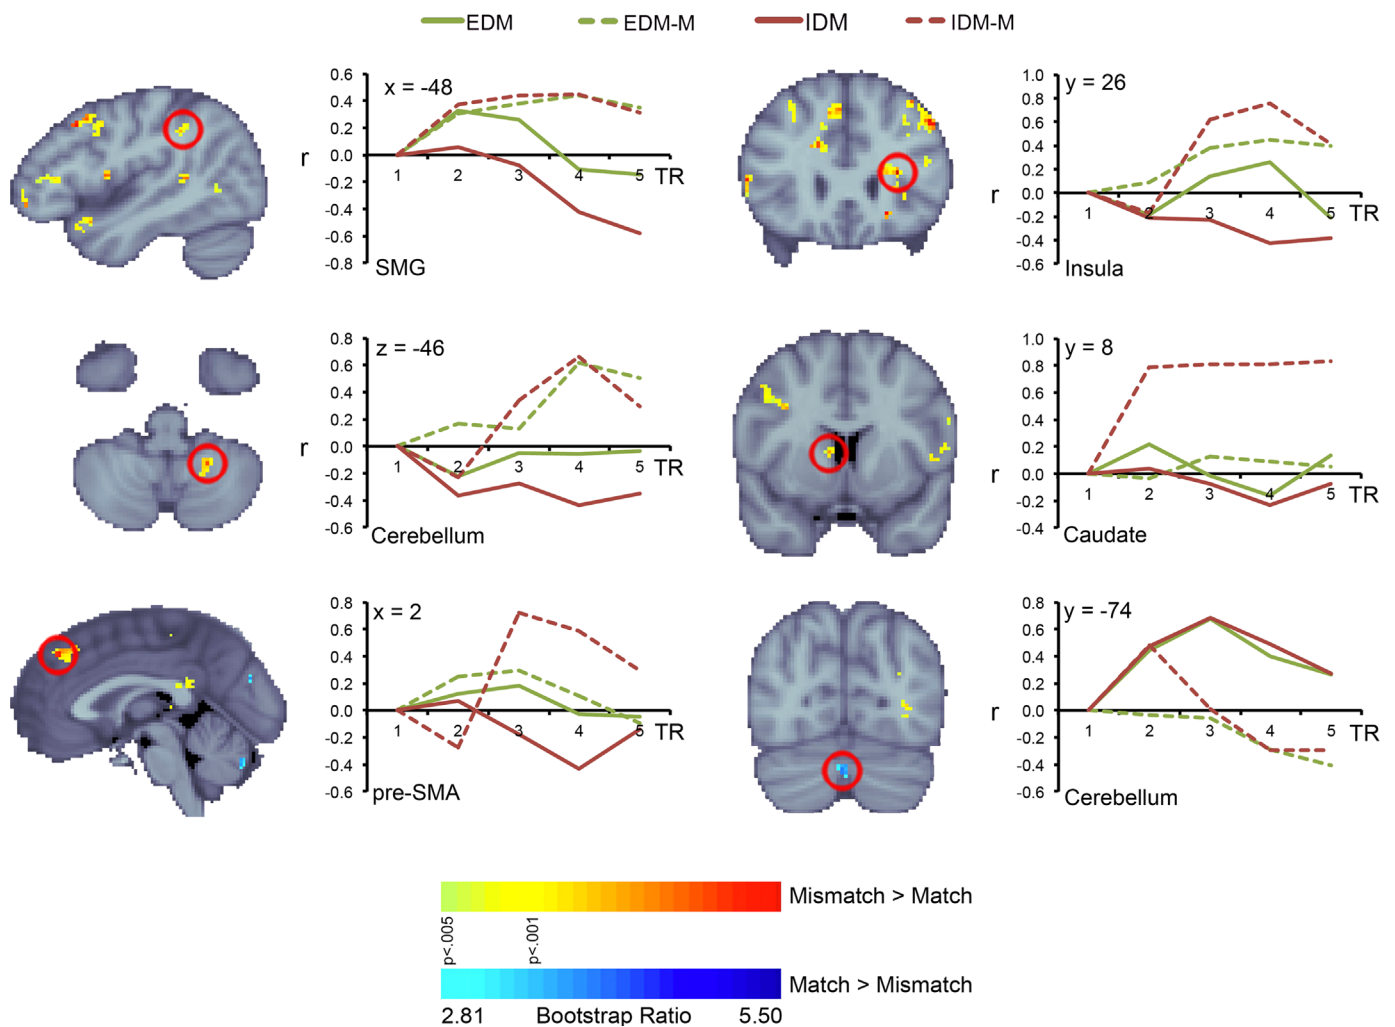 EDM EDM-M IDM IDM-M
x = -48
0.6
0.4
0.2
0.0
-0.2
-0.4
-0.6
-0.8
r
1 2 3 4 5 TR
SMG
y = 26
1.0
0.8
0.6
0.4
0.2
0.0
-0.2
-0.4
-0.6
r
1 2 3 4 5 TR
Insula
z = -46
0.8
0.6
0.4
0.2
0.0
-0.2
-0.4
-0.6
r
1 2 3 4 5 TR
Cerebellum
y = 8
1.0
0.8
0.6
0.4
0.2
0.0
-0.2
-0.4
r
1 2 3 4 5 TR
Caudate
x = 2
0.8
0.6
0.4
0.2
0.0
-0.2
-0.4
-0.6
1 2 3 4 5 TR
pre-SMA
y = -74
0.8
0.6
0.4
0.2
0.0
-0.2
-0.4
-0.6
r
1 2 3 4 5 TR
Cerebellum
Mismatch > Match
p<.005 p<.001
Match > Mismatch
2.81 Bootstrap Ratio 5.50